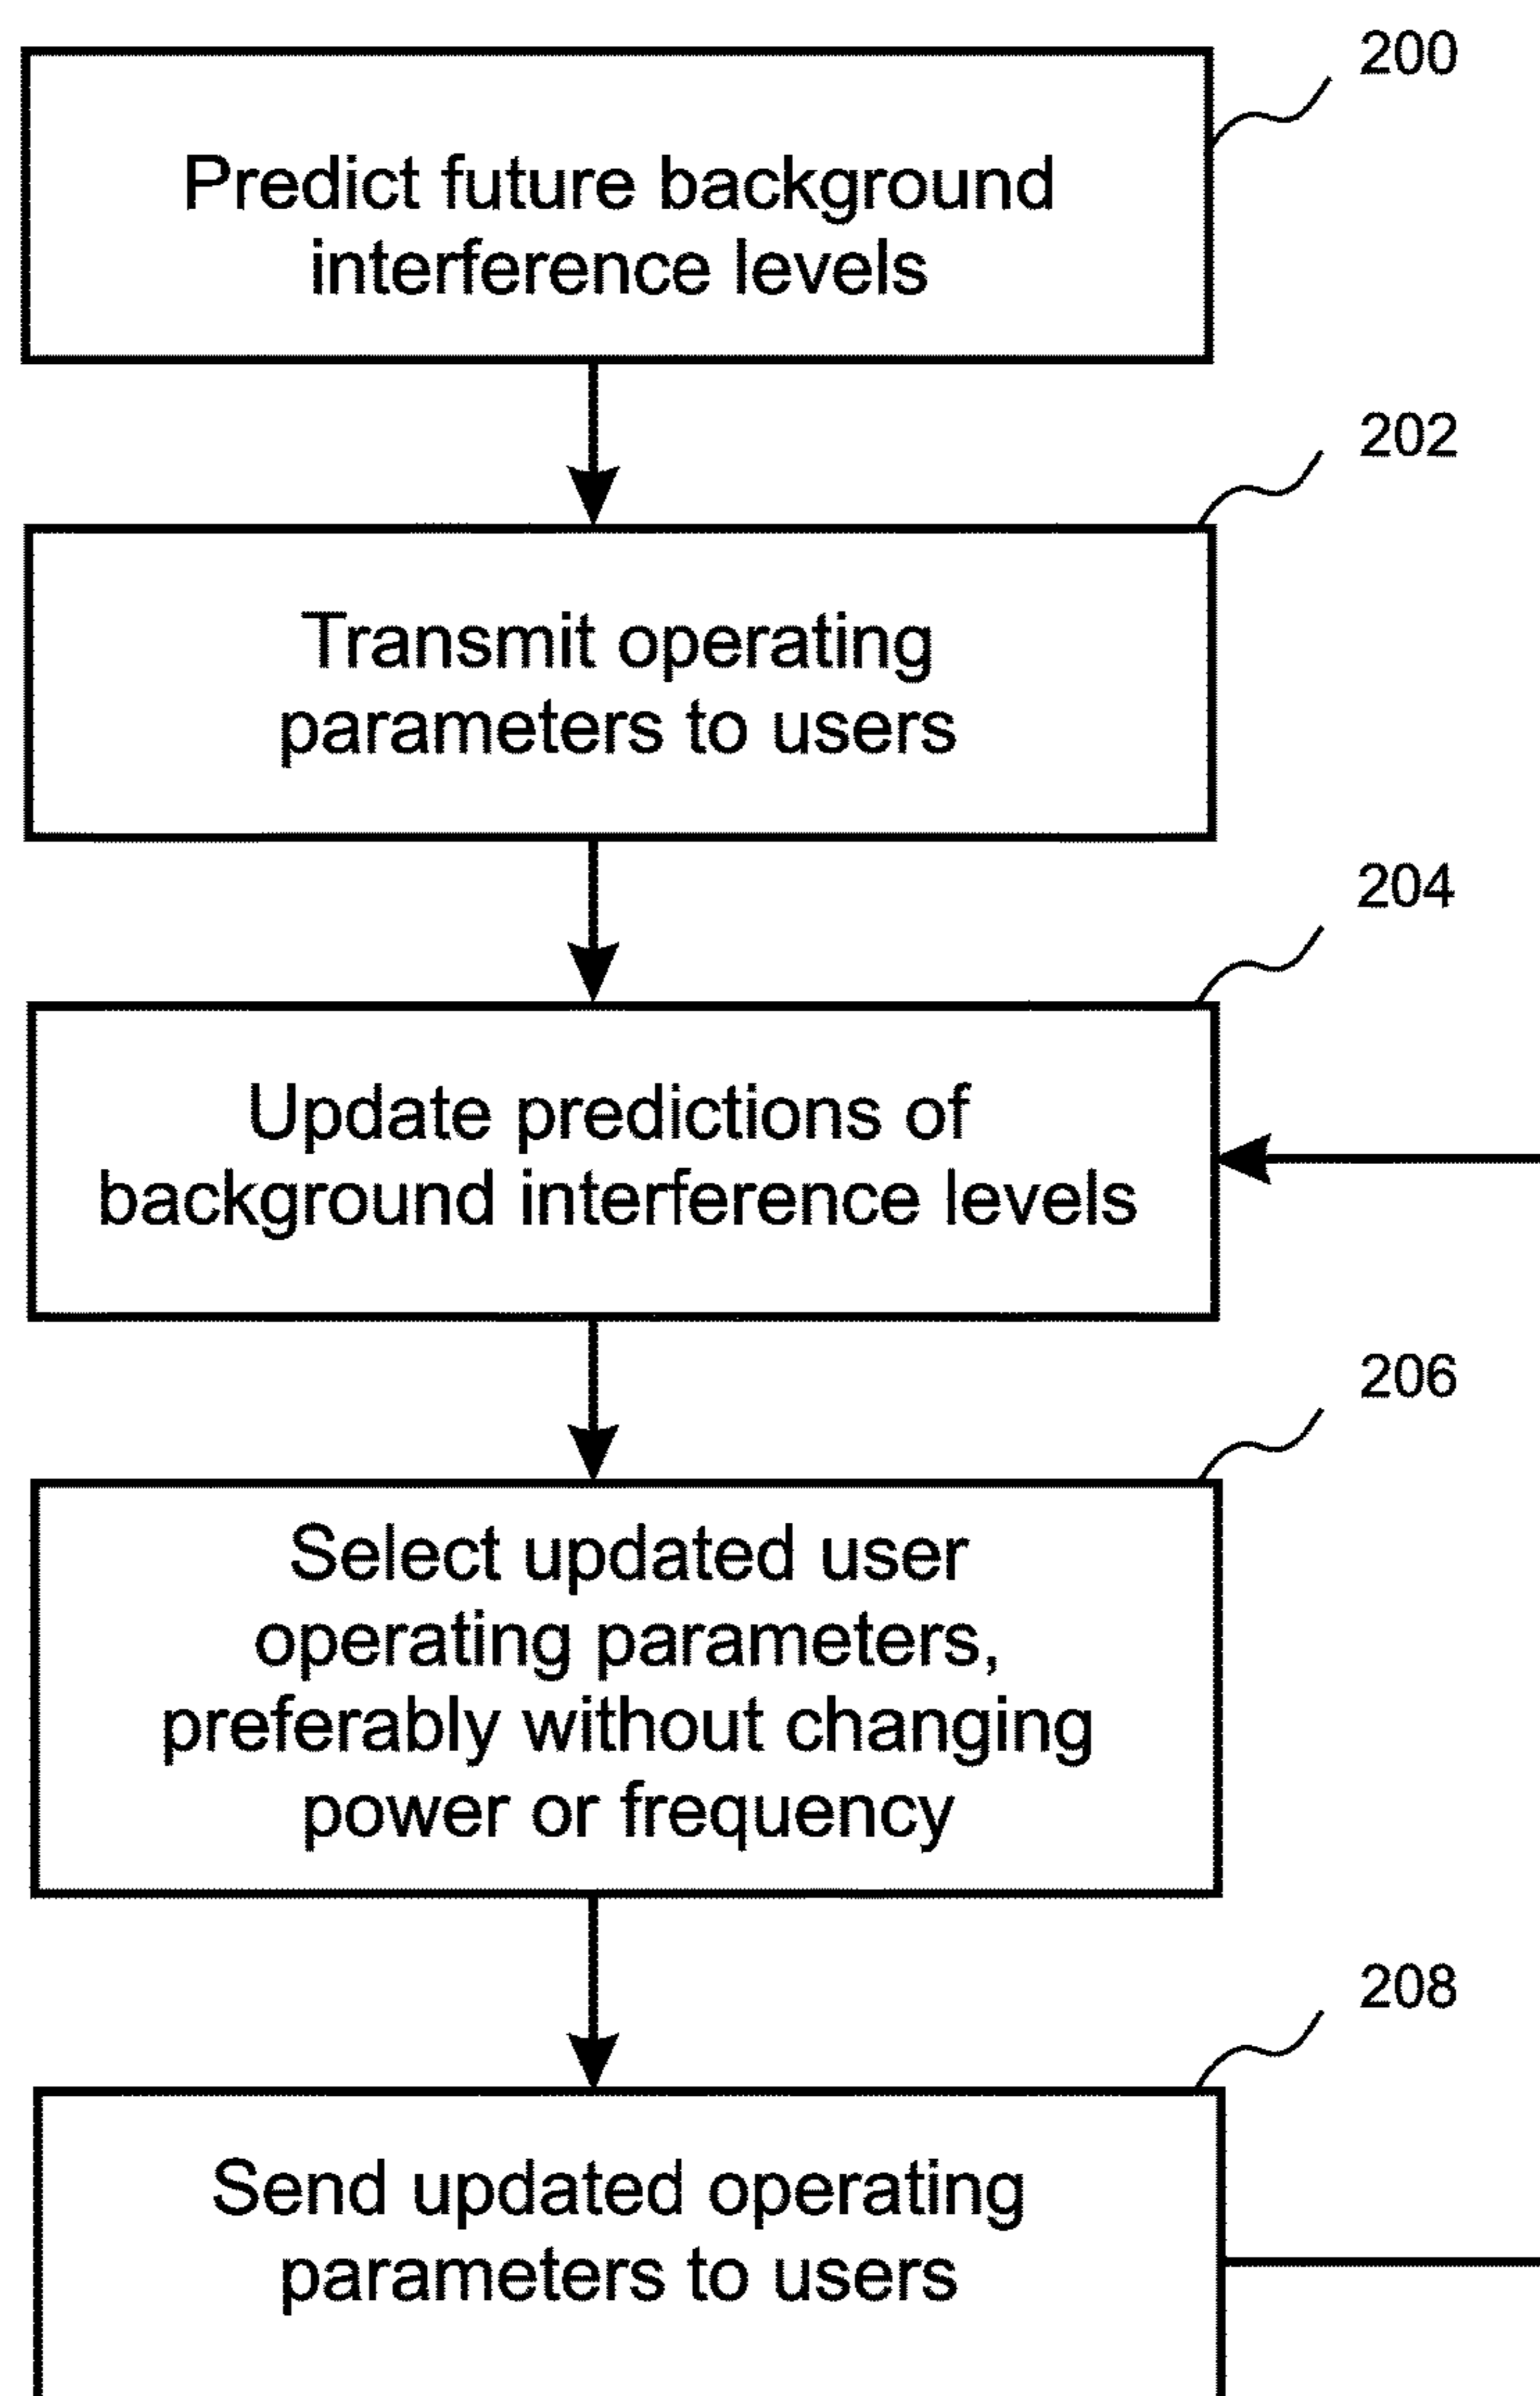 200
Predict future background
interference levels
202
Transmit operating
parameters to users
204
Update predictions of
background interference levels
206
Select updated user
operating parameters,
preferably without changing
power or frequency
208
Send updated operating
parameters to users